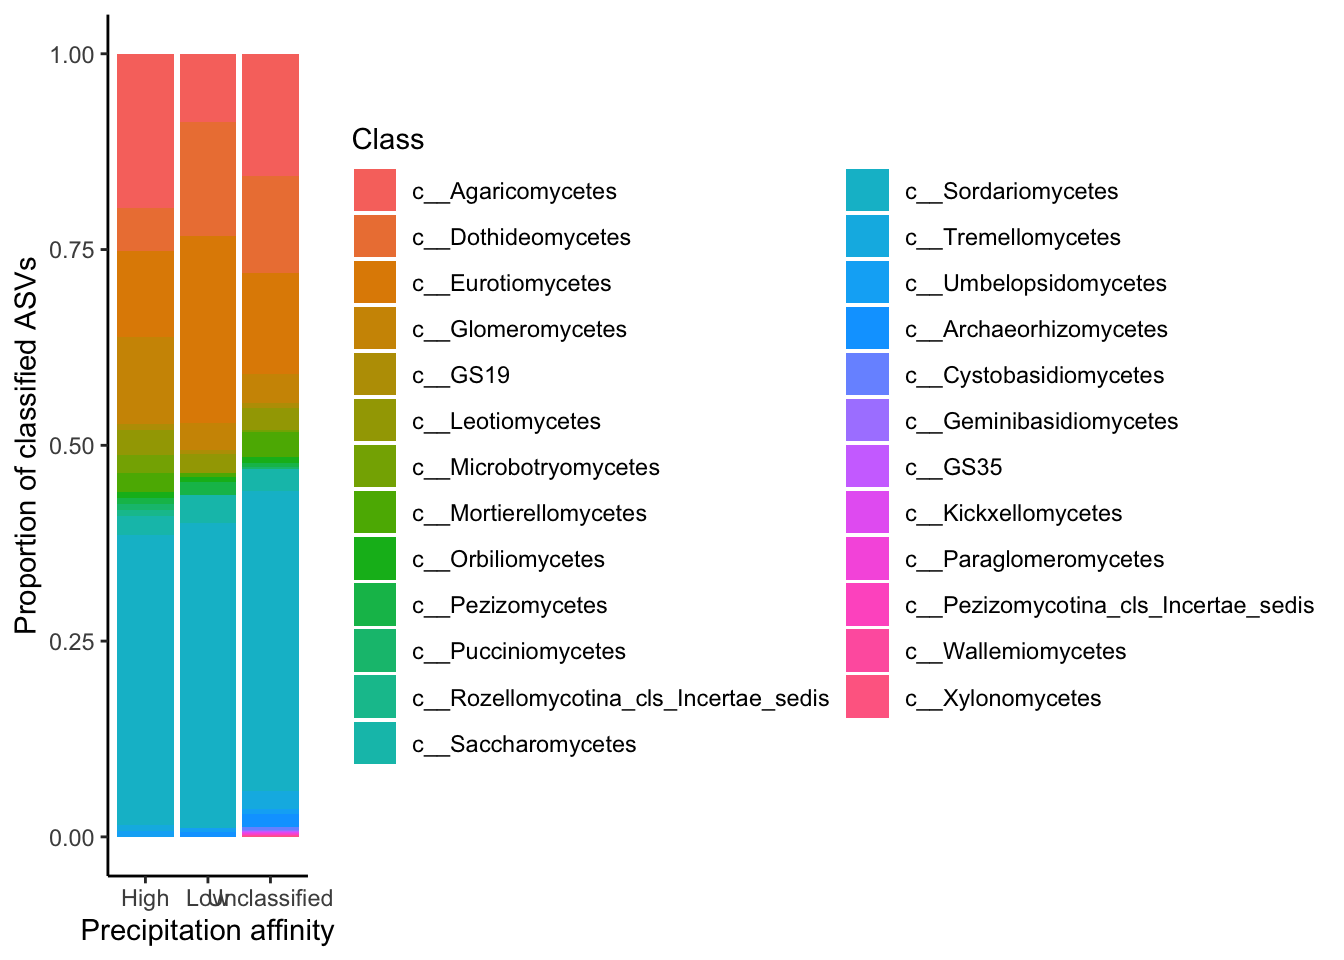 1.00
0.75
0.50
0.25
0.00
Proportion of classified ASVs
High
Low
Unclassified
Precipitation affinity
Class
c__Agaricomycetes
c__Dothideomycetes
c__Eurotiomycetes
c__Glomeromycetes
c__GS19
c__Leotiomycetes
c__Microbotryomycetes
c__Mortierellomycetes
c__Orbiliomycetes
c__Pezizomycetes
c__Pucciniomycetes
c__Rozellomycotina_cls_Incertae_sedis
c__Saccharomycetes
c__Sordariomycetes
c__Tremellomycetes
c__Umbelopsidomycetes
c__Archaeorhizomycetes
c__Cystobasidiomycetes
c__Geminibasidiomycetes
c__GS35
c__Kickxellomycetes
c__Paraglomeromycetes
c__Pezizomycotina_cls_Incertae_sedis
c__Wallemiomycetes
c__Xylonomycetes